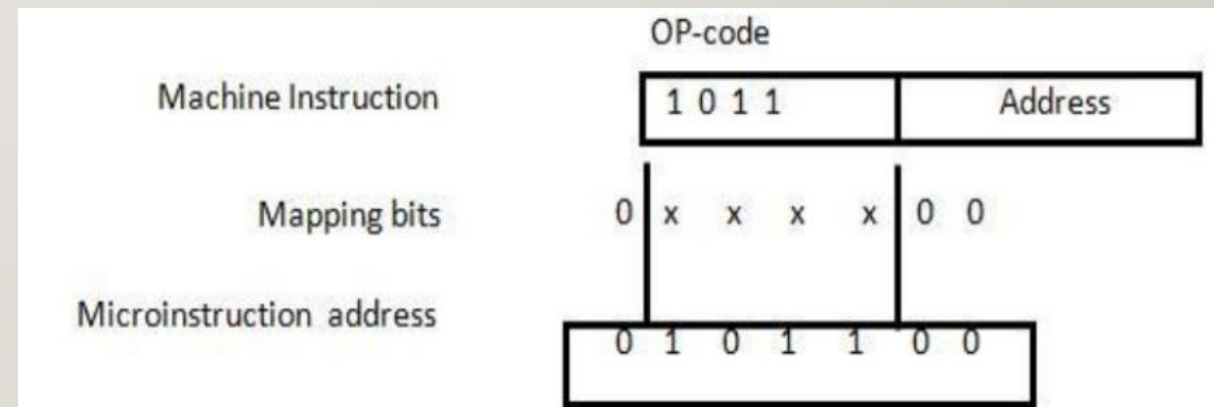 OP-code
Machine Instruction 1 0 1 1 Address
Mapping bits 0 x x x x 0 0
Microinstruction address 0 1 0 1 1 0 0